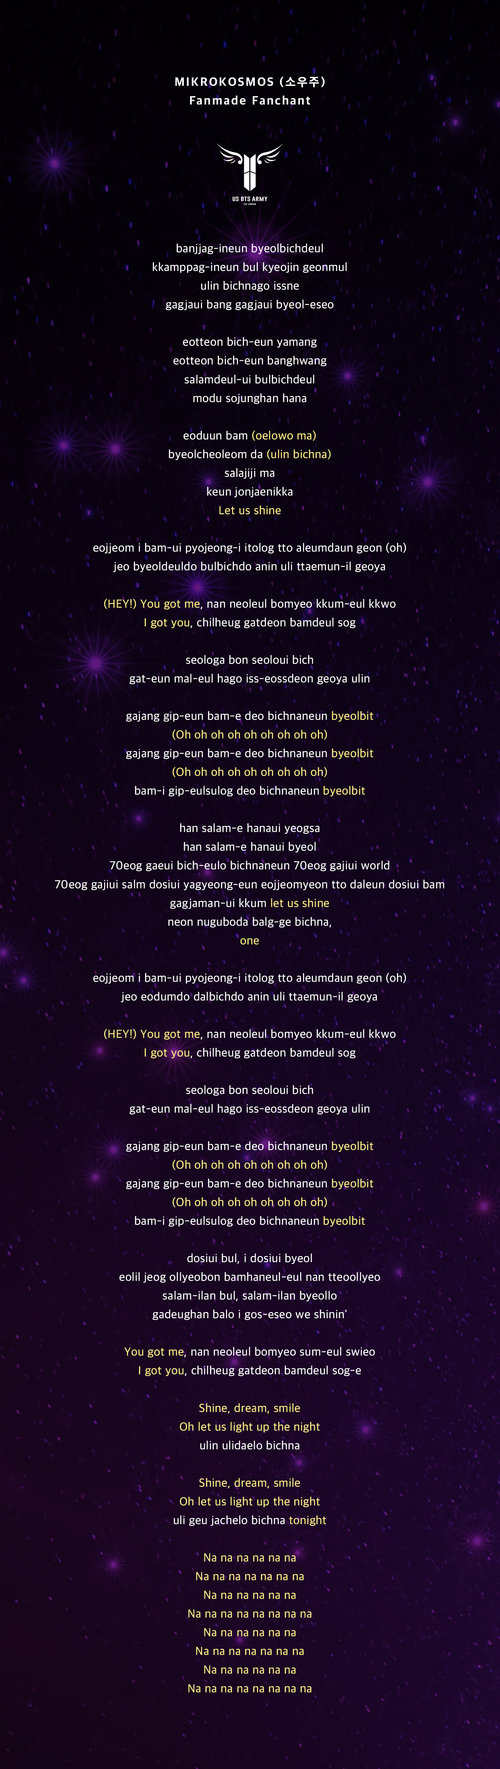 MIKROKOSMOS (소우주)
Fanmade Fanchant
US BTS ARMY
banjjag-ineun byeolbichdeul
kkamppag-ineun bul kyeojin geonmul
ulin bichnago issne
gagjaui bang gagjaui byeol-eseo
eotteon bich-eun yamang
eotteon bich-eun banghwang
salamdeul-ui bulbichdeul
modu sojunghan hana
eoduun bam (oelowo ma)
byeolcheoleom da (ulin bichna)
salajiji ma
keun jonjaenikka
Let us shine
eojjeom i bam-ui pyojeong-i itolog tto aleumdaun geon (oh)
jeo byeoldeuldo bulbichdo anin uli ttaemun-il geoya
(HEY!) You got me, nan neoleul bomyeo kkum-eul kkwo
I got you, chilheug gatdeon bamdeul sog
seologa bon seoloui bich
gat-eun mal-eul hago iss-eossdeon geoya ulin
gajang gip-eun bam-e deo bichnaneun byeolbit
(Oh oh oh oh oh oh oh oh oh)
gajang gip-eun bam-e deo bichnaneun byeolbit
(Oh oh oh oh oh oh oh oh oh)
bam-i gip-eulsulog deo bichnaneun byeolbit
han salam-e hanaui yeogsa
han salam-e hanaui byeol
70eog gaeui bich-eulo bichnaneun 70eog gajiui world
70eog gajiui salm dosiui yagyeong-eun eojjeomyeon tto daleun dosiui bam
gagjaman-ui kkum let us shine
neon nuguboda balg-ge bichna,
one
eojjeom i bam-ui pyojeong-i itolog tto aleumdaun geon (oh)
jeo eodumdo dalbichdo anin uli ttaemun-il geoya
(HEY!) You got me, nan neoleul bomyeo kkum-eul kkwo
I got you, chilheug gatdeon bamdeul sog
seologa bon seoloui bich
gat-eun mal-eul hago iss-eossdeon geoya ulin
gajang gip-eun bam-e deo bichnaneun byeolbit
(Oh oh oh oh oh oh oh oh oh)
gajang gip-eun bam-e deo bichnaneun byeolbit
(Oh oh oh oh oh oh oh oh oh)
bam-i gip-eulsulog deo bichnaneun byeolbit
dosiui bul, i dosiui byeol
eolil jeog ollyeobon bamhaneul-eul nan tteoollyeo
salam-ilan bul, salam-ilan byeollo
gadeughan balo i gos-eseo we shinin'
You got me, nan neoleul bomyeo sum-eul swieo
I got you, chilheug gatdeon bamdeul sog-e
Shine, dream, smile
Oh let us light up the night
ulin ulidaelo bichna
Shine, dream, smile
Oh let us light up the night
uli geu jachelo bichna tonight
Na na na na na na
Na na na na na na na
Na na na na na na
Na na na na na na na na
Na na na na na na
Na na na na na na na
Na na na na na na
Na na na na na na na na